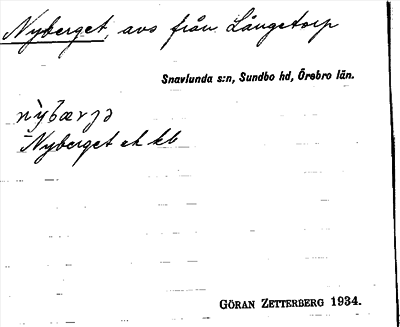 Nyberget, avs från Långetorp
Snavlunda s:n, Sundbo hd, Örebro län.
nỳbærjə
Nyberget ek kb
GÖRAN ZETTERBERG 1934.